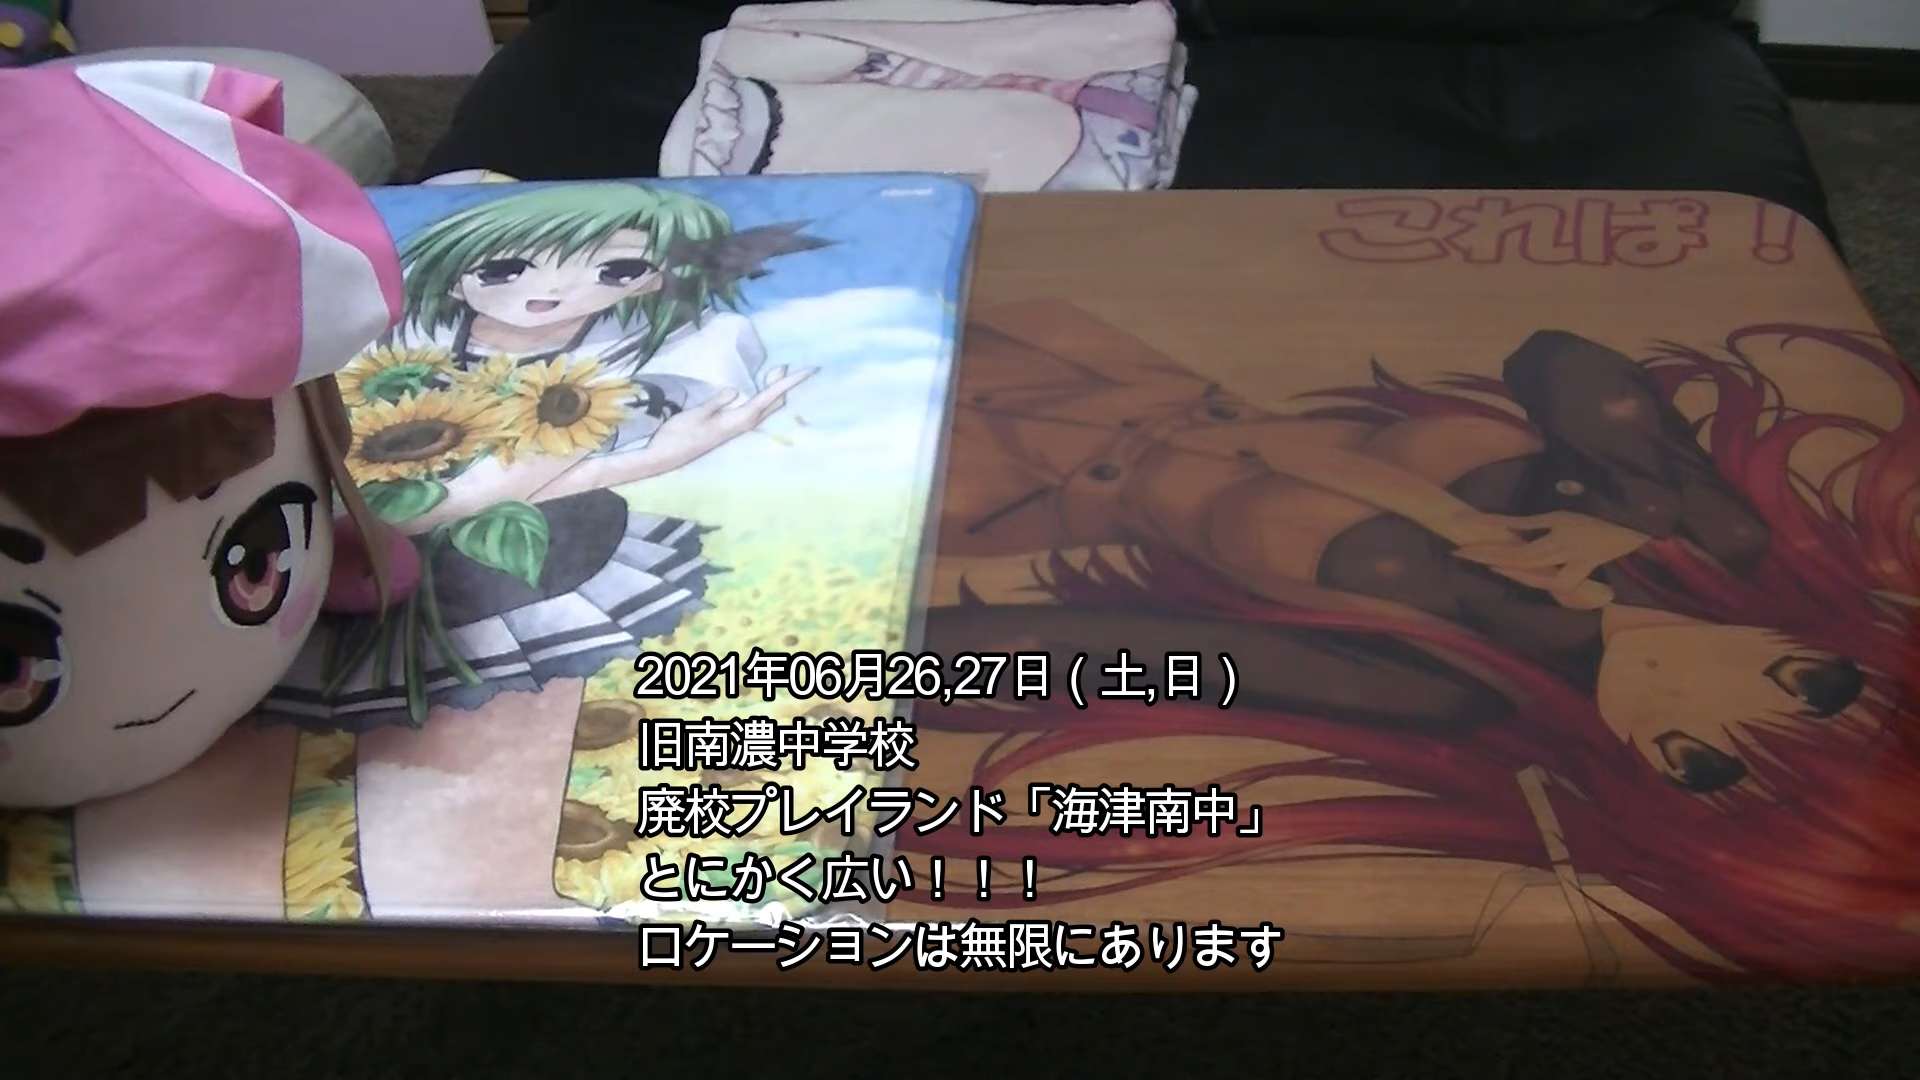 これぱ！
2021年06月26,27日（土,日）
旧南濃中学校
廃校プレイランド「海津南中」
とにかく広い！！！
ロケーションは無限にあります